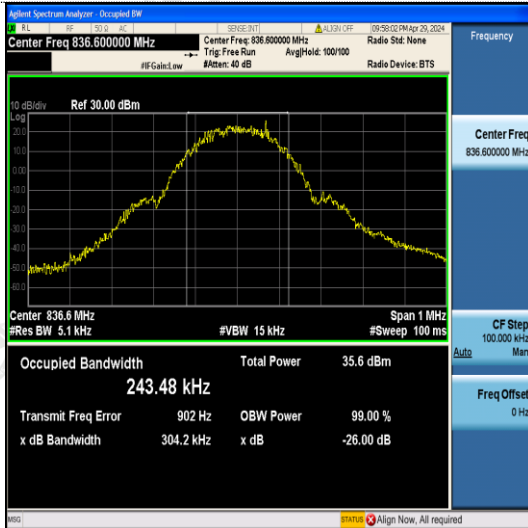 Agilent Spectrum Analyzer - Occupied BW
RL RF 50 Ω AC SENSE:INT ALIGN OFF 09:58:02 PM Apr 29, 2024
Center Freq 836.600000 MHz Center Freq: 836.600000 MHz Radio Std: None Frequency
Trig: Free Run Avg|Hold: 100/100
#IFGain:Low #Atten: 40 dB Radio Device: BTS
10 dB/div Ref 30.00 dBm
Log
20.0
10.0
0.00
-10.0
-20.0
-30.0
-40.0
-50.0
-60.0
Center Freq
836.600000 MHz
Center 836.6 MHz Span 1 MHz
#Res BW 5.1 kHz #VBW 15 kHz #Sweep 100 ms
CF Step
100.000 kHz
Auto Man
Occupied Bandwidth Total Power 35.6 dBm
243.48 kHz
Transmit Freq Error 902 Hz OBW Power 99.00 %
x dB Bandwidth 304.2 kHz x dB -26.00 dB
Freq Offset
0 Hz
MSG STATUS Align Now, All required